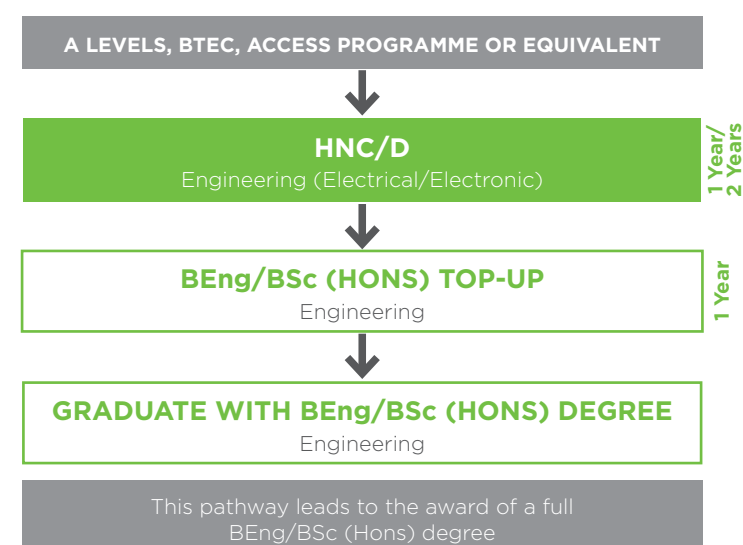 A LEVELS, BTEC, ACCESS PROGRAMME OR EQUIVALENT
HNC/D
Engineering (Electrical/Electronic)
1 Year/
2 Years
BEng/BSc (HONS) TOP-UP
Engineering
1 Year
GRADUATE WITH BEng/BSc (HONS) DEGREE
Engineering
This pathway leads to the award of a full
BEng/BSc (Hons) degree